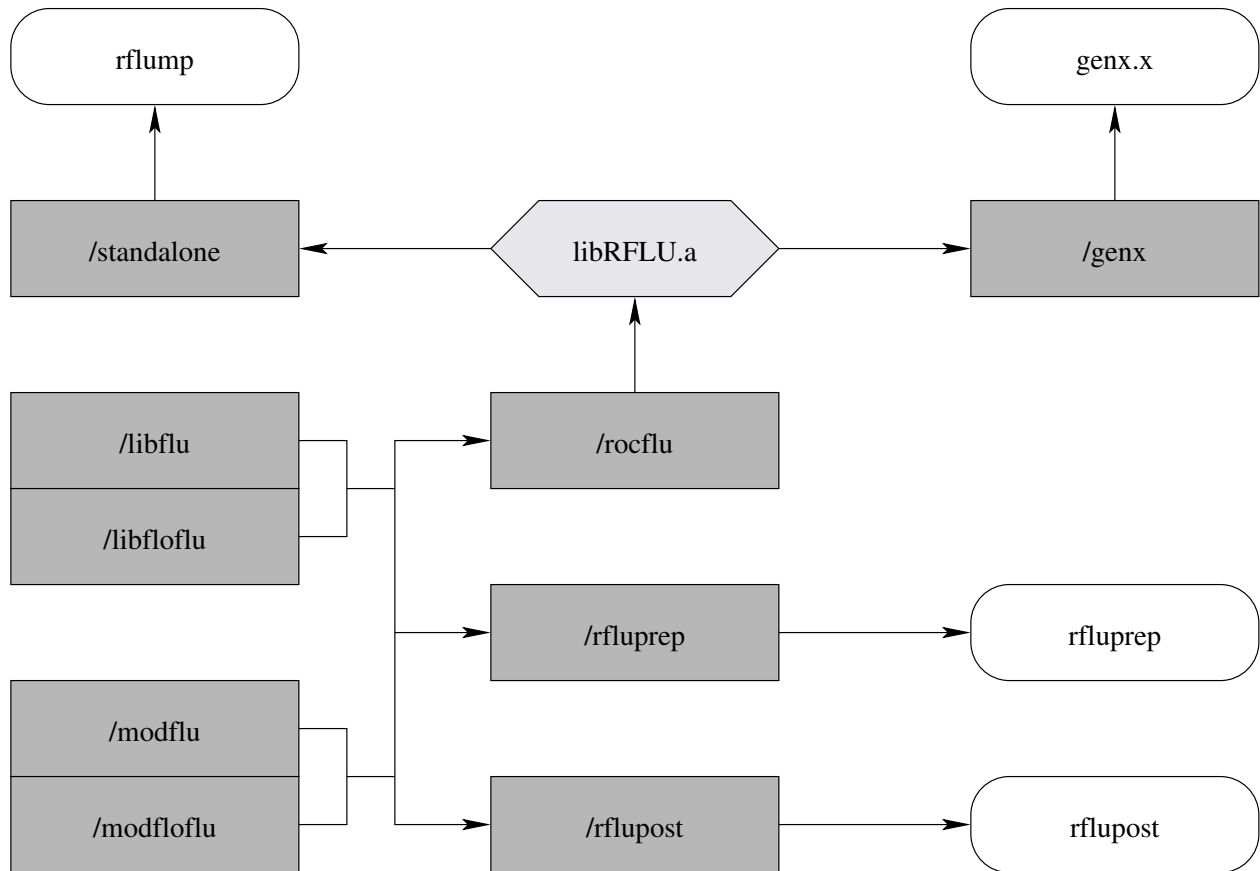 rflump
genx.x
/standalone
libRFLU.a
/genx
/libflu
/rocflu
/libfloflu
/rfluprep
rfluprep
/modflu
/modfloflu
/rflupost
rflupost